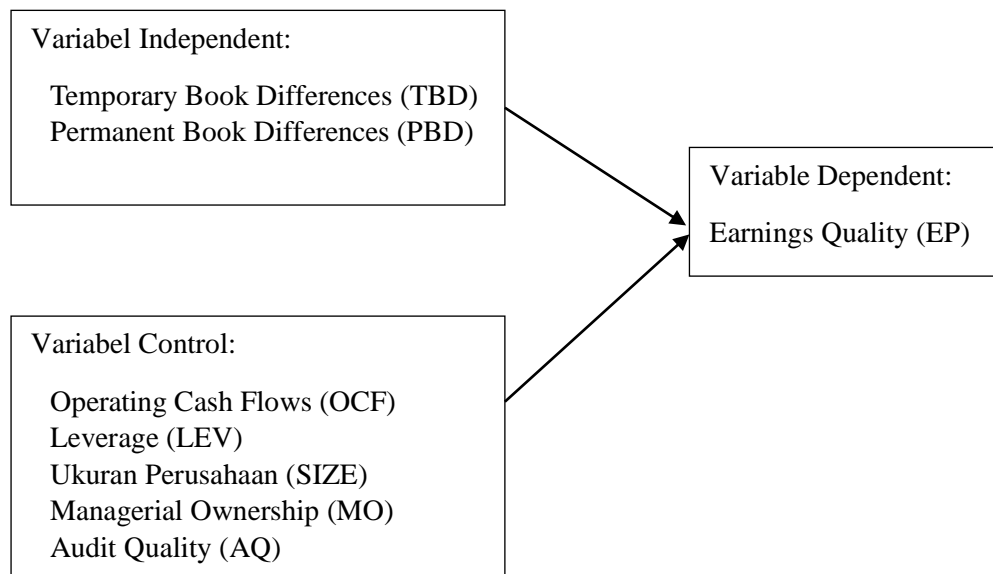 Variabel Independent:
Temporary Book Differences (TBD)
Permanent Book Differences (PBD)
Variable Dependent:
Earnings Quality (EP)
Variabel Control:
Operating Cash Flows (OCF)
Leverage (LEV)
Ukuran Perusahaan (SIZE)
Managerial Ownership (MO)
Audit Quality (AQ)